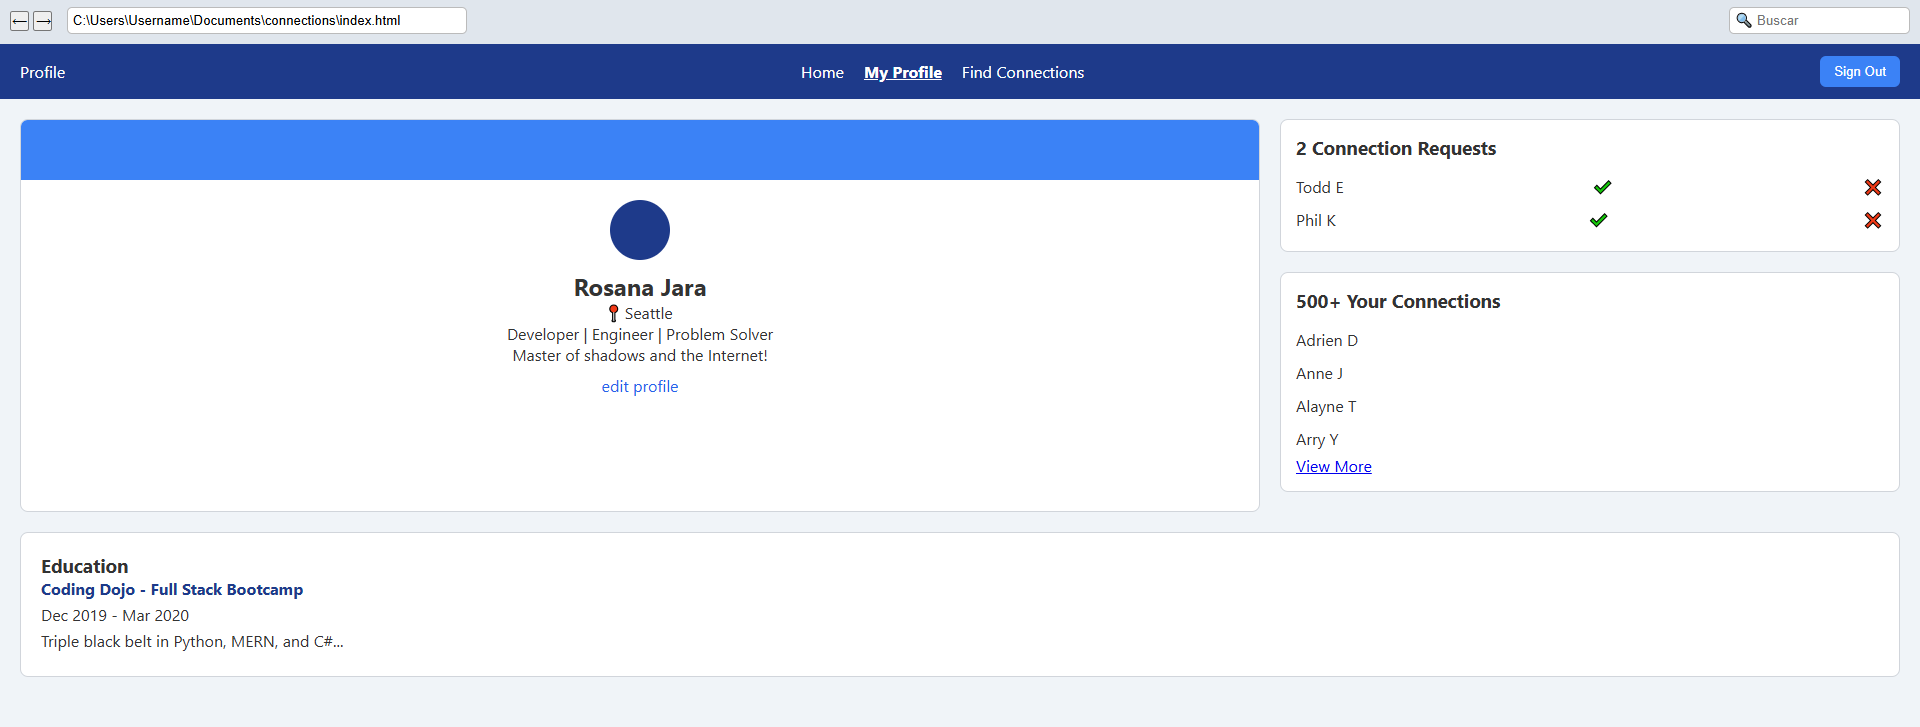 ← → C:\Users\Username\Documents\connections\index.html Buscar
Profile Home My Profile Find Connections Sign Out
Rosana Jara
Seattle
Developer | Engineer | Problem Solver
Master of shadows and the Internet!
edit profile
2 Connection Requests
Todd E
Phil K
500+ Your Connections
Adrien D
Anne J
Alayne T
Arry Y
View More
Education
Coding Dojo - Full Stack Bootcamp
Dec 2019 - Mar 2020
Triple black belt in Python, MERN, and C#...